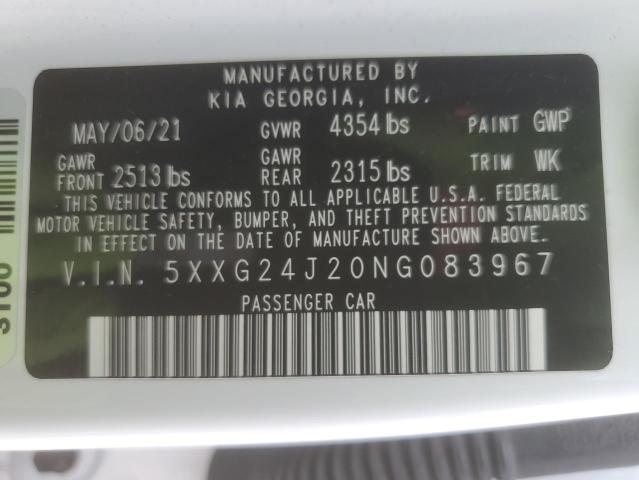 MANUFACTURED BY
KIA GEORGIA, INC.
MAY/06/21 GVWR 4354 lbs PAINT GWP
GAWR FRONT 2513 lbs GAWR REAR 2315 lbs TRIM WK
THIS VEHICLE CONFORMS TO ALL APPLICABLE U.S.A. FEDERAL
MOTOR VEHICLE SAFETY, BUMPER, AND THEFT PREVENTION STANDARDS
IN EFFECT ON THE DATE OF MANUFACTURE SHOWN ABOVE.
V.I.N. 5XXG24J20NG083967
PASSENGER CAR